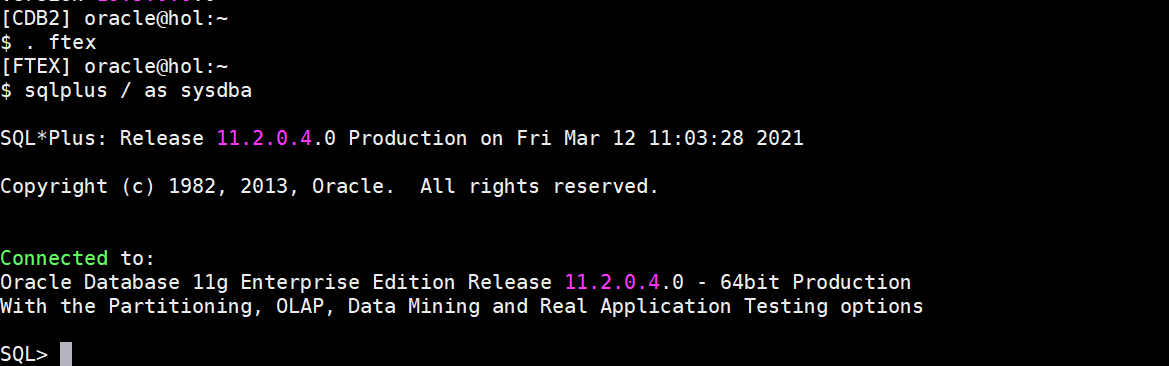 [CDB2] oracle@hol:~
$ . ftex
[FTEX] oracle@hol:~
$ sqlplus / as sysdba
SQL*Plus: Release 11.2.0.4.0 Production on Fri Mar 12 11:03:28 2021
Copyright (c) 1982, 2013, Oracle.  All rights reserved.
Connected to:
Oracle Database 11g Enterprise Edition Release 11.2.0.4.0 - 64bit Production
With the Partitioning, OLAP, Data Mining and Real Application Testing options
SQL>